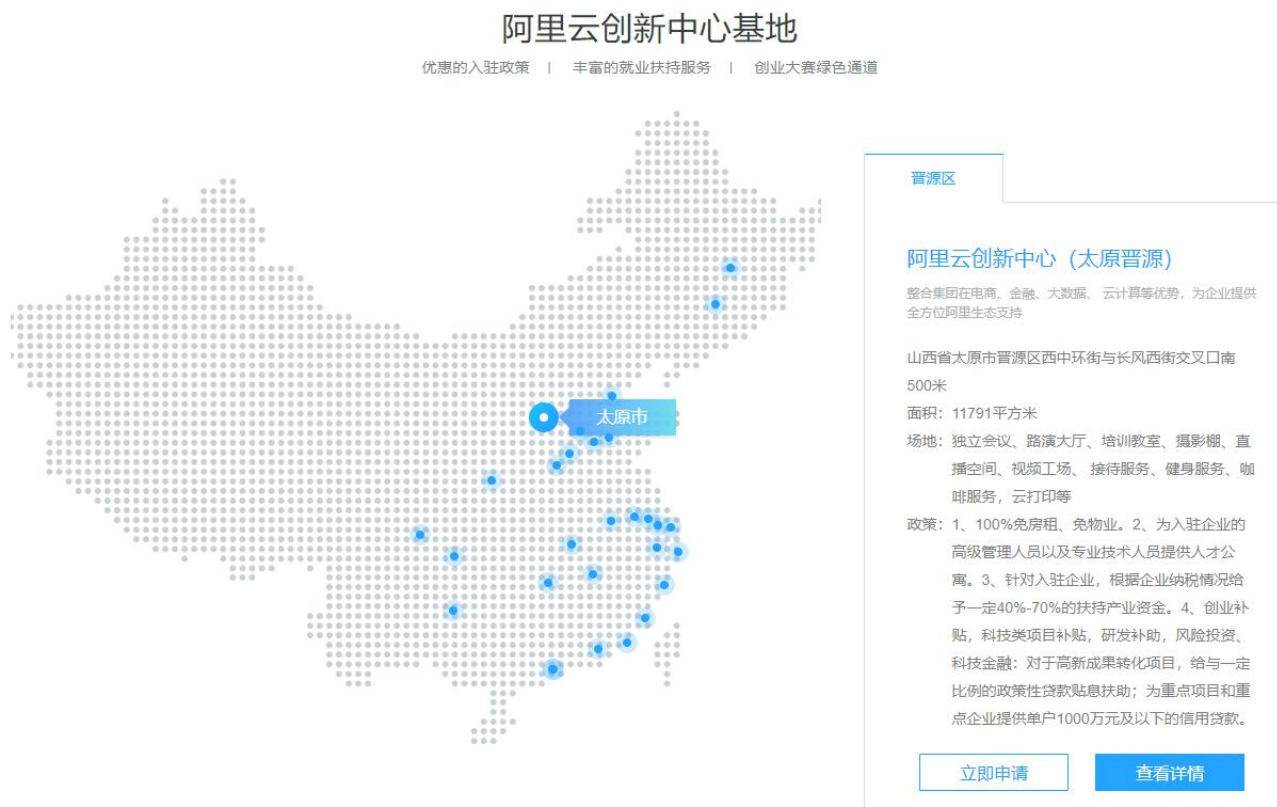 阿里云创新中心基地
优惠的入驻政策 | 丰富的就业扶持服务 | 创业大赛绿色通道
太原市
晋源区
阿里云创新中心（太原晋源）
整合集团在电商、金融、大数据、 云计算等优势，为企业提供
全方位阿里生态支持
山西省太原市晋源区西中环街与长风西街交叉口南
500米
面积：11791平方米
场地：独立会议、路演大厅、培训教室、摄影棚、直
播空间、视频工场、 接待服务、健身服务、咖
啡服务，云打印等
政策：1、100%免房租、免物业。2、为入驻企业的
高级管理人员以及专业技术人员提供人才公
寓。3、针对入驻企业，根据企业纳税情况给
予一定40%-70%的扶持产业资金。4、创业补
贴，科技类项目补贴，研发补助，风险投资、
科技金融：对于高新成果转化项目，给与一定
比例的政策性贷款贴息扶助；为重点项目和重
点企业提供单户1000万元及以下的信用贷款。
立即申请
查看详情